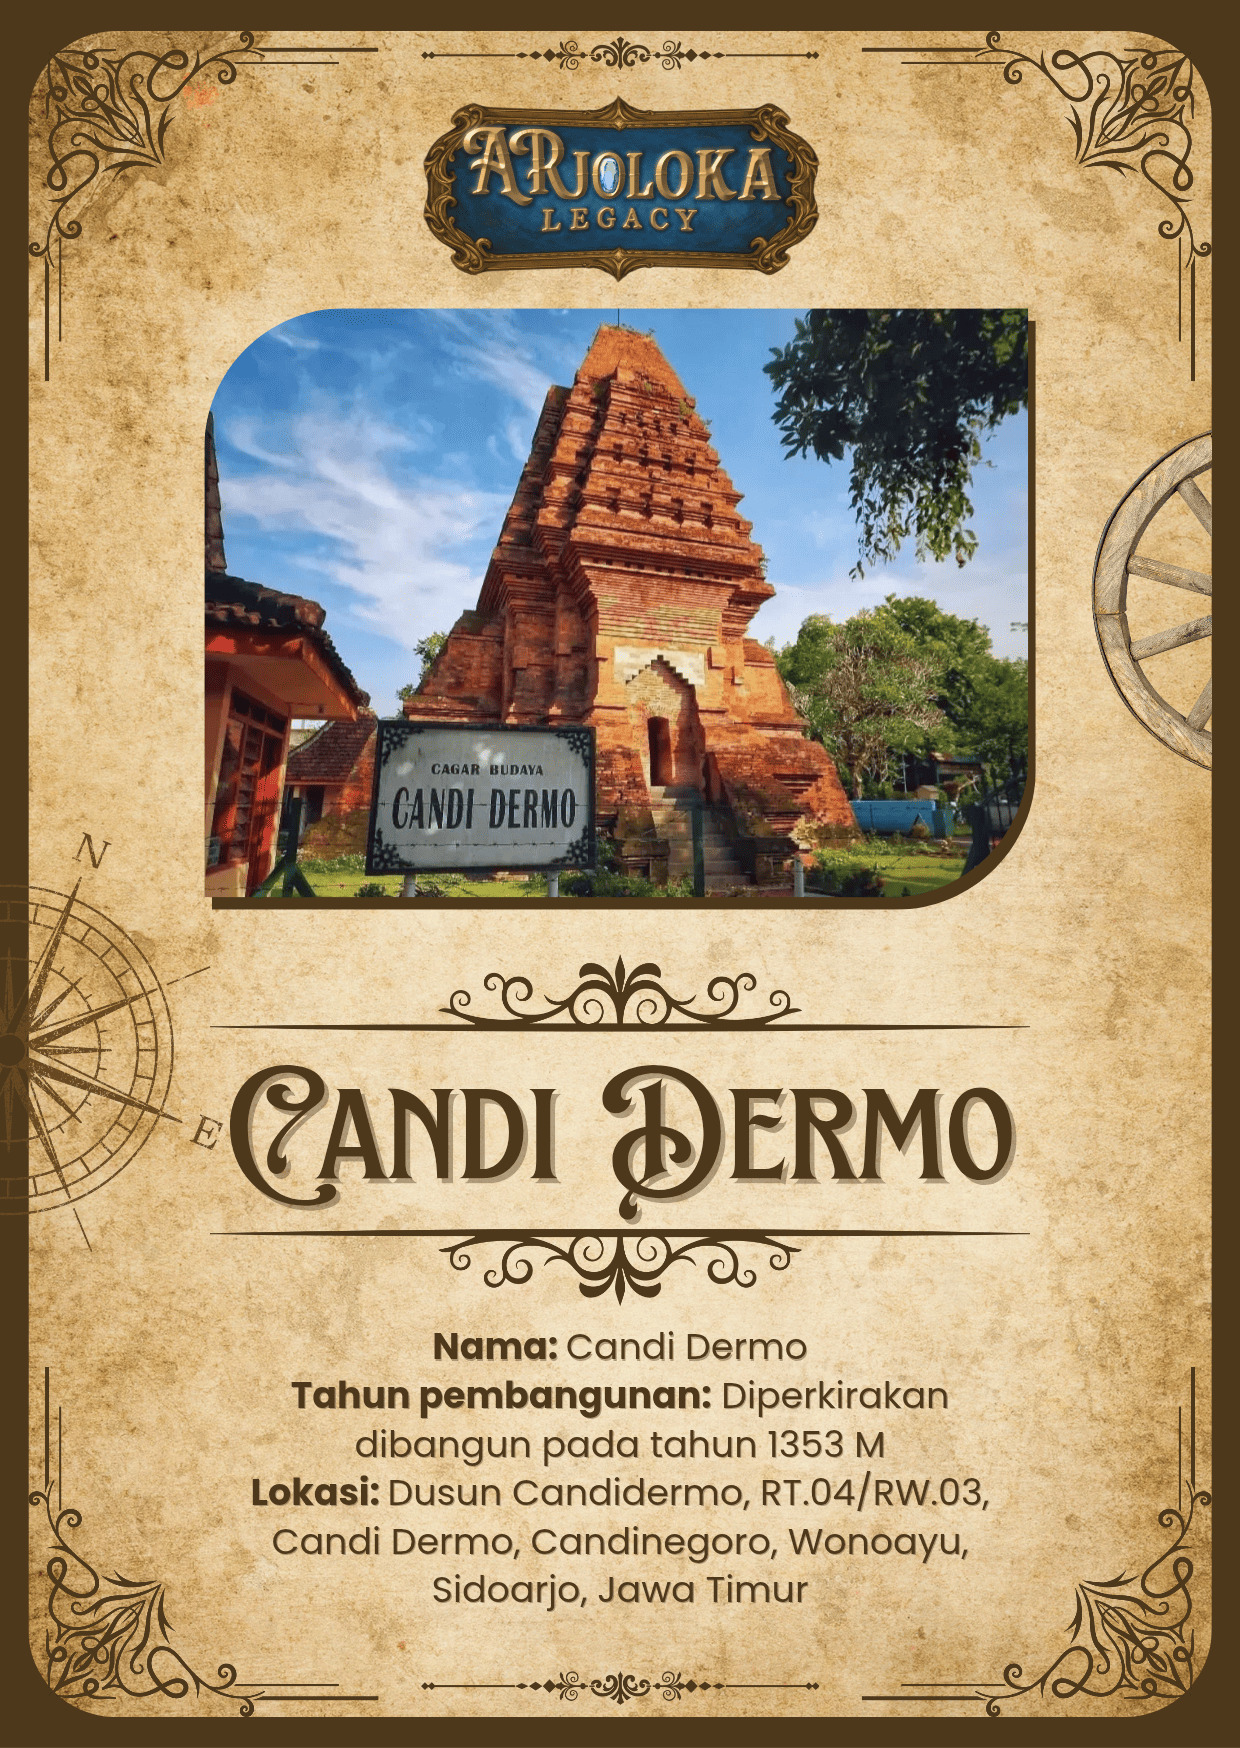 ARJOLOKA
LEGACY
CAGAR BUDAYA
CANDI DERMO
N
E
CANDI DERMO
Nama: Candi Dermo
Tahun pembangunan: Diperkirakan
dibangun pada tahun 1353 M
Lokasi: Dusun Candidermo, RT.04/RW.03,
Candi Dermo, Candinegoro, Wonoayu,
Sidoarjo, Jawa Timur